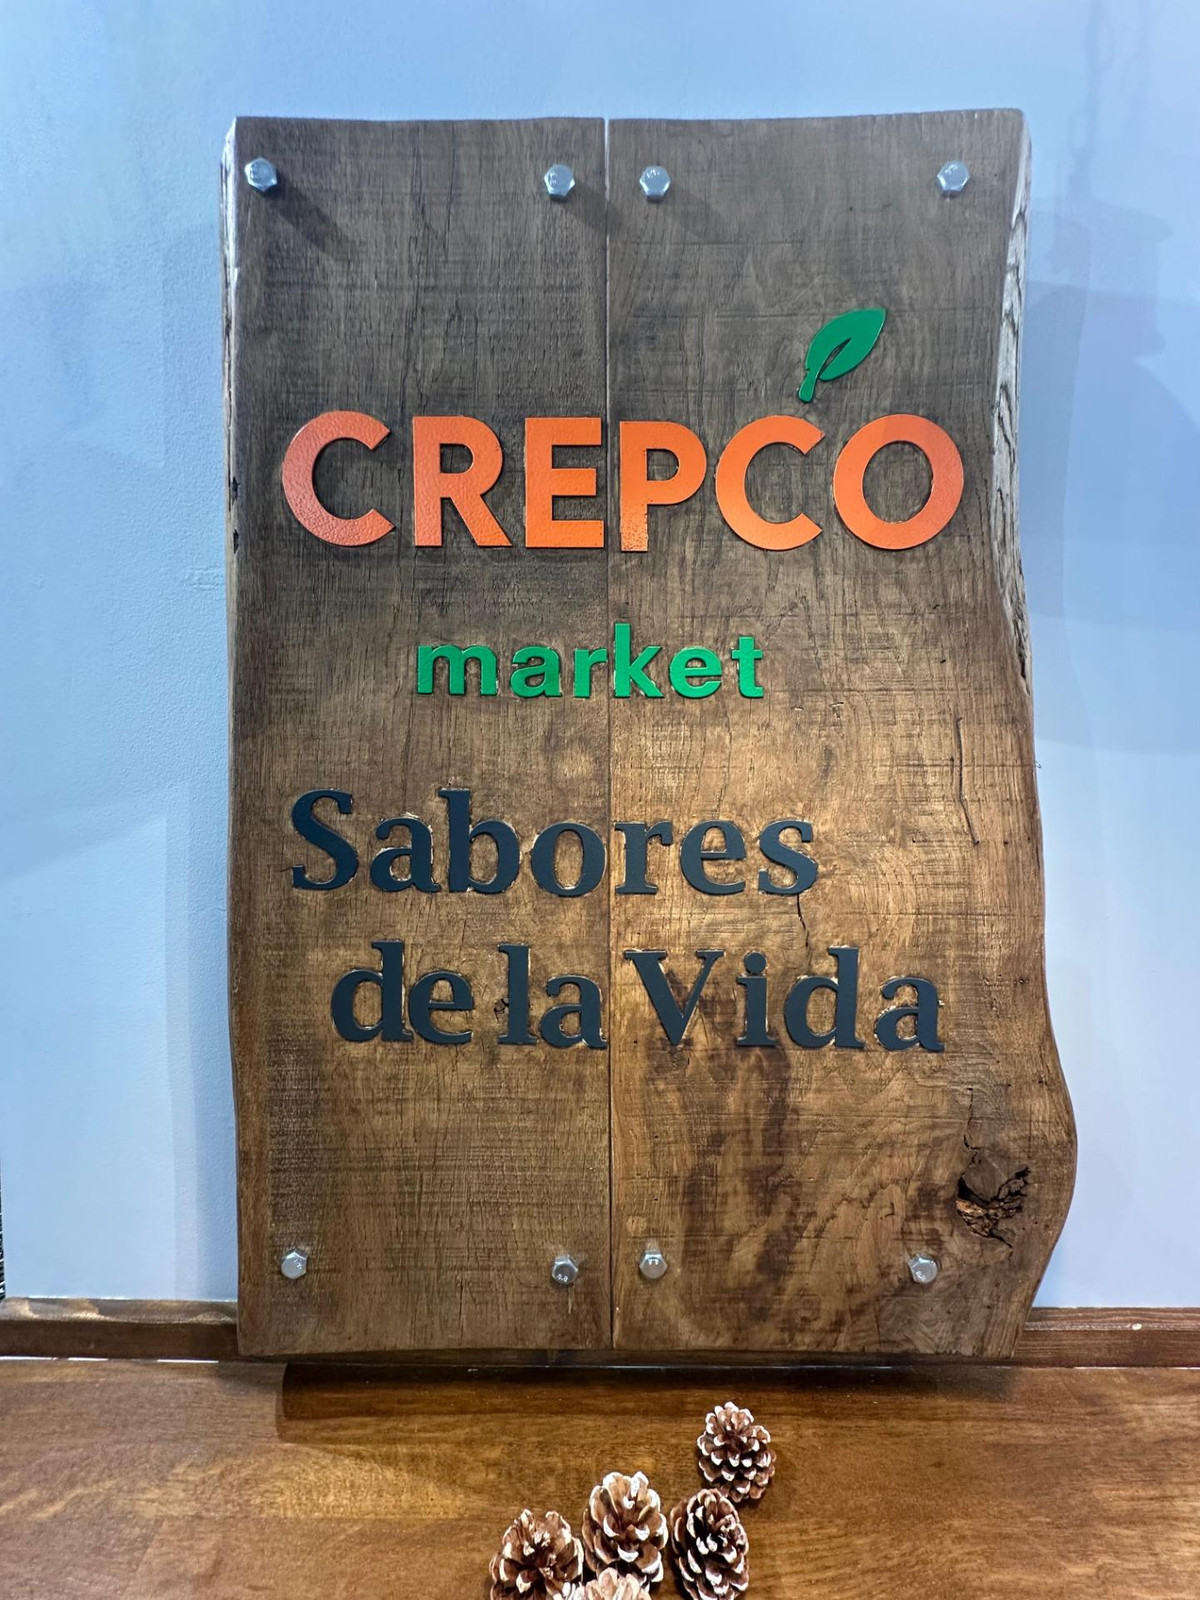 CREPCO
market
Sabores
de la Vida